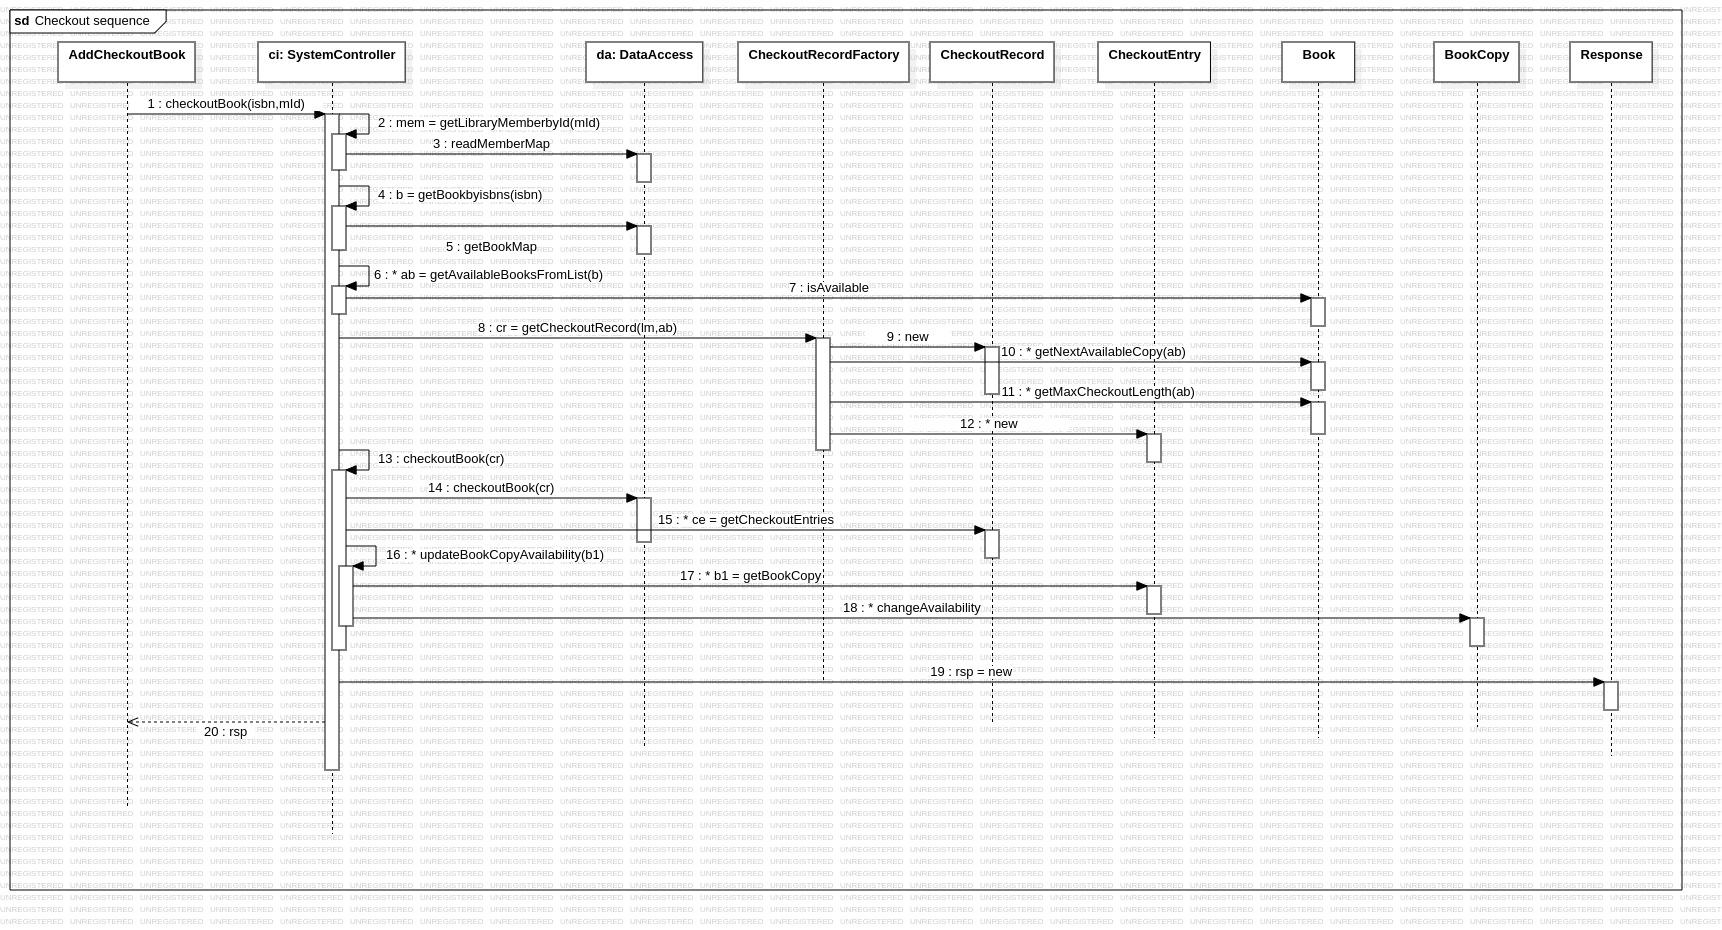 sd Checkout sequence
AddCheckoutBook
ci: SystemController
da: DataAccess
CheckoutRecordFactory
CheckoutRecord
CheckoutEntry
Book
BookCopy
Response
1 : checkoutBook(isbn,mId)
2 : mem = getLibraryMemberbyId(mId)
3 : readMemberMap
4 : b = getBookbyisbns(isbn)
5 : getBookMap
6 : * ab = getAvailableBooksFromList(b)
7 : isAvailable
8 : cr = getCheckoutRecord(lm,ab)
9 : new
10 : * getNextAvailableCopy(ab)
11 : * getMaxCheckoutLength(ab)
12 : * new
13 : checkoutBook(cr)
14 : checkoutBook(cr)
15 : * ce = getCheckoutEntries
16 : * updateBookCopyAvailability(b1)
17 : * b1 = getBookCopy
18 : * changeAvailability
19 : rsp = new
20 : rsp
UNREGISTERED